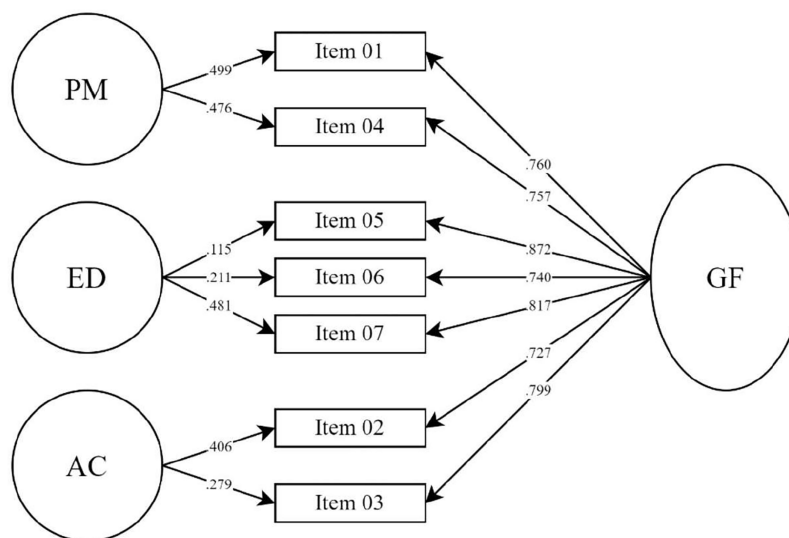 PM
.499
.476
Item 01
Item 04
.760
.757
ED
.115
.211
.481
Item 05
Item 06
Item 07
.872
.740
.817
GF
AC
.406
.279
Item 02
Item 03
.727
.799